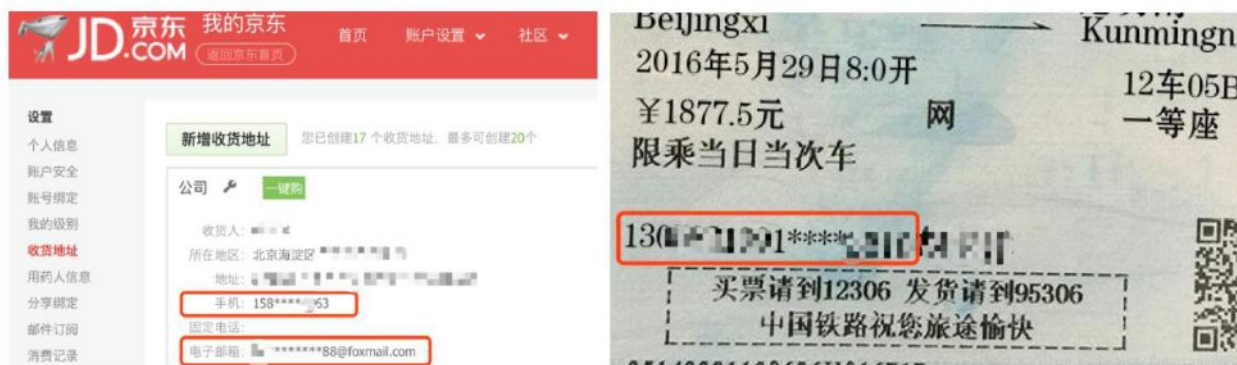 JD.COM 京东 我的京东
返回京东首页
首页 账户设置 社区
设置
个人信息
账户安全
账号绑定
我的级别
收货地址
用药人信息
分享绑定
邮件订阅
消费记录
新增收货地址 您已创建17 个收货地址，最多可创建20个
公司 一键购
收货人:
所在地区: 北京海淀区
地址:
手机: 158**** 63
固定电话:
电子邮箱: *******88@foxmail.com
Beijingxi Kunmingn
2016年5月29日8:0开 12车05B
¥1877.5元 网 一等座
限乘当日当次车
130 1****
买票请到12306 发货请到95306
中国铁路祝您旅途愉快